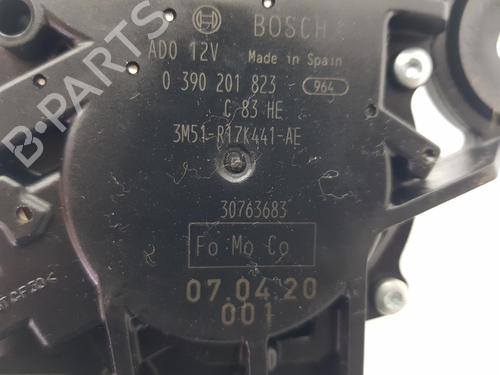 BOSCH
AD0 12V Made in Spain
0 390 201 823 964
C 83 HE
3M51-R17K441-AE
30763683
Fo Mo Co
07.04.20
001
B-PARTS